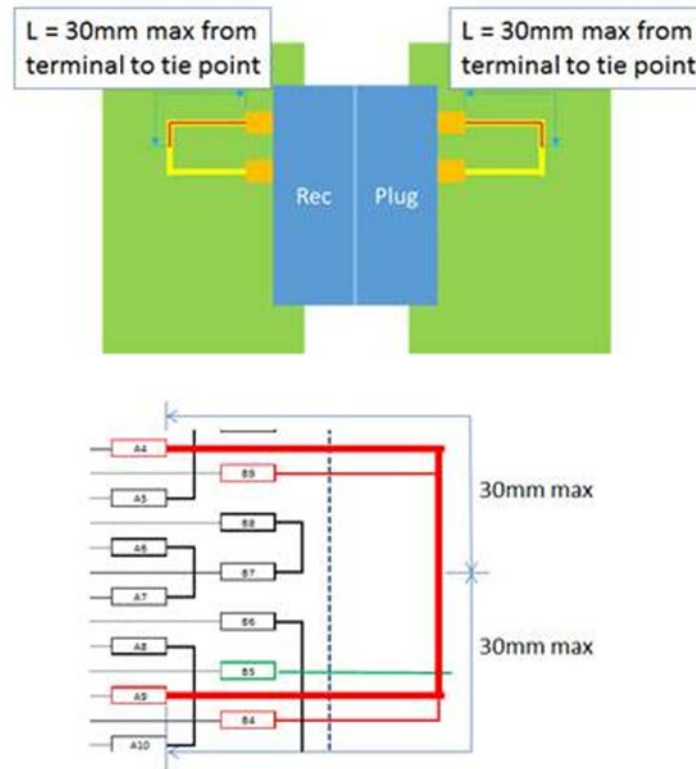 L = 30mm max from
terminal to tie point
L = 30mm max from
terminal to tie point
Rec
Plug
A4
B9
A5
B8
A6
B7
A7
B6
A8
B5
A9
B4
A10
30mm max
30mm max